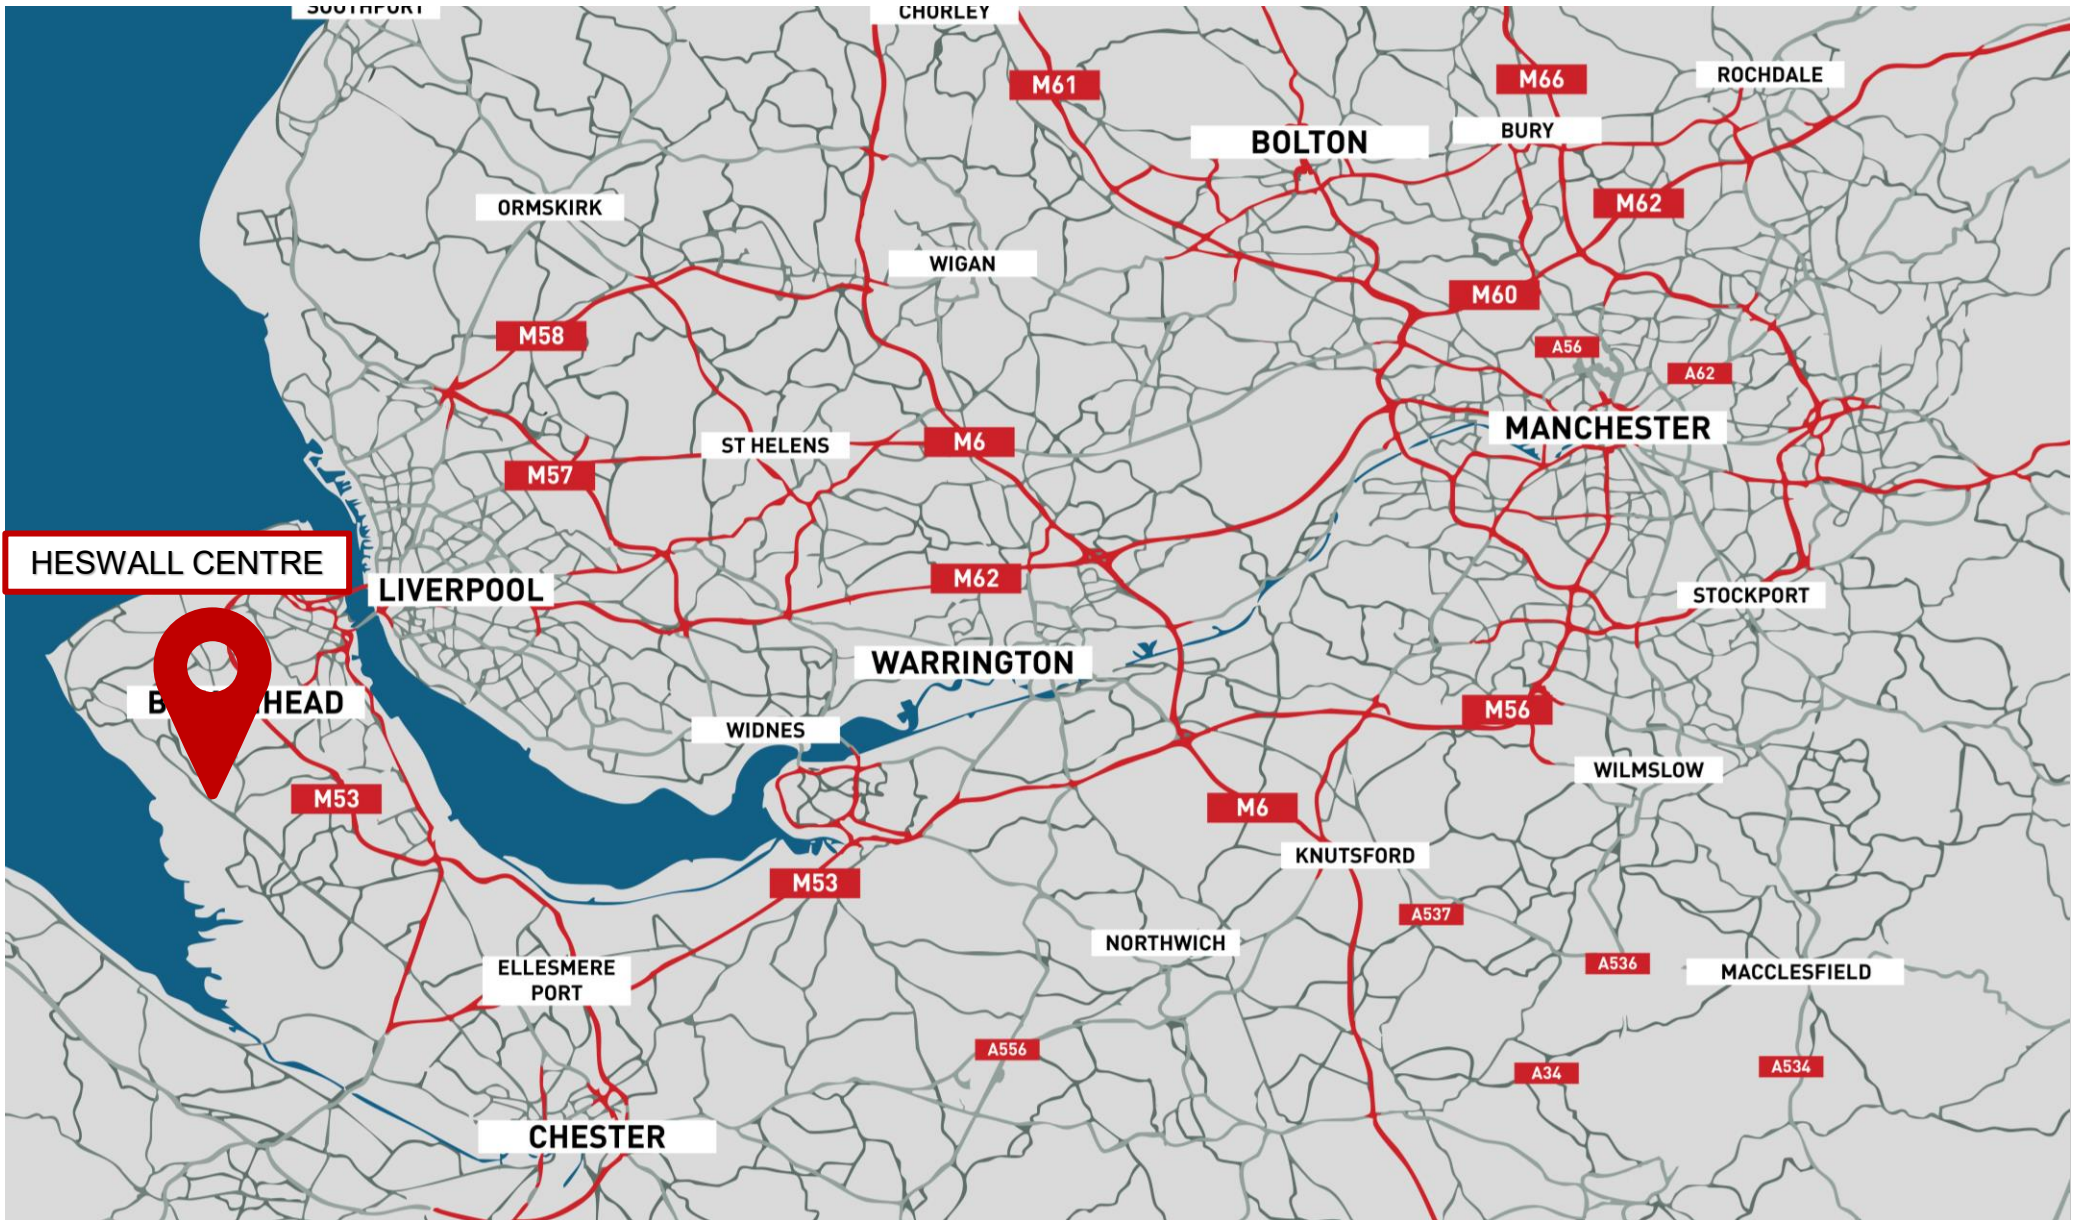 SOUTHPORT
CHORLEY
M61
M66
ROCHDALE
BOLTON
BURY
ORMSKIRK
M62
WIGAN
M60
M58
A56
A62
ST HELENS
M6
MANCHESTER
M57
HESWALL CENTRE
LIVERPOOL
M62
STOCKPORT
WARRINGTON
B
HEAD
WIDNES
M56
WILMSLOW
M53
M6
KNUTSFORD
M53
A537
NORTHWICH
A536
ELLESMERE
PORT
MACCLESFIELD
A556
A34
A534
CHESTER